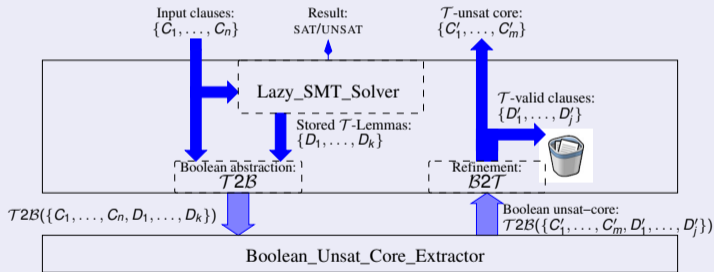 Input clauses:
{C₁, . . . , Cₙ}
Result:
SAT/UNSAT
𝒯-unsat core:
{C′₁, . . . , C′ₘ}
Lazy_SMT_Solver
𝒯-valid clauses:
{D′₁, . . . , D′ⱼ}
Stored 𝒯-Lemmas:
{D₁, . . . , Dₖ}
Boolean abstraction:
𝒯2ℬ
Refinement:
ℬ2𝒯
𝒯2ℬ({C₁, . . . , Cₙ, D₁, . . . , Dₖ})
Boolean unsat−core:
𝒯2ℬ({C′₁, . . . , C′ₘ, D′₁, . . . , D′ⱼ})
Boolean_Unsat_Core_Extractor